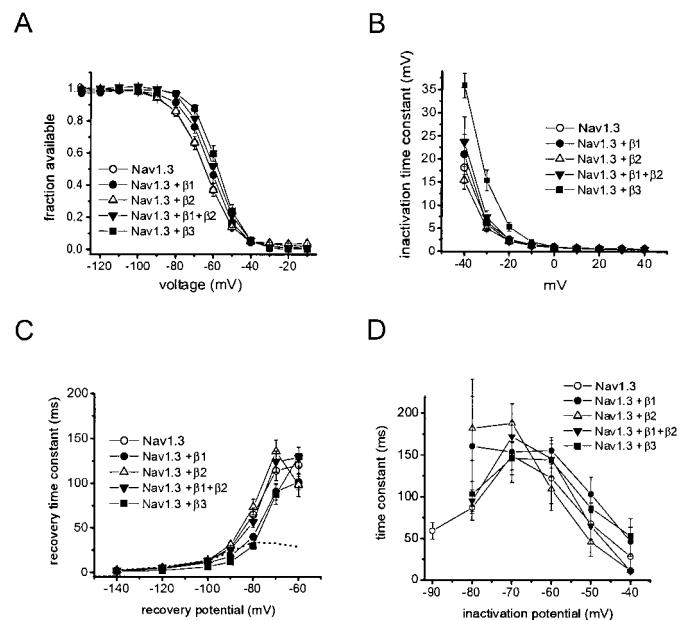 A
1.0
0.8
0.6
0.4
0.2
0.0
fraction available
Nav1.3
Nav1.3 + β1
Nav1.3 + β2
Nav1.3 + β1+β2
Nav1.3 + β3
-120 -100 -80 -60 -40 -20
voltage (mV)
B
35
30
25
20
15
10
5
0
inactivation time constant (mV)
Nav1.3
Nav1.3 + β1
Nav1.3 + β2
Nav1.3 + β1+β2
Nav1.3 + β3
-40 -20 0 20 40
mV
C
200
150
100
50
0
recovery time constant (ms)
Nav1.3
Nav1.3 +β1
Nav1.3 +β2
Nav1.3 +β1+β2
Nav1.3 +β3
-140 -120 -100 -80 -60
recovery potential (mV)
D
200
150
100
50
0
time constant (ms)
Nav1.3
Nav1.3 +β1
Nav1.3 +β2
Nav1.3 +β1+β2
Nav1.3 +β3
-90 -80 -70 -60 -50 -40
inactivation potential (mV)